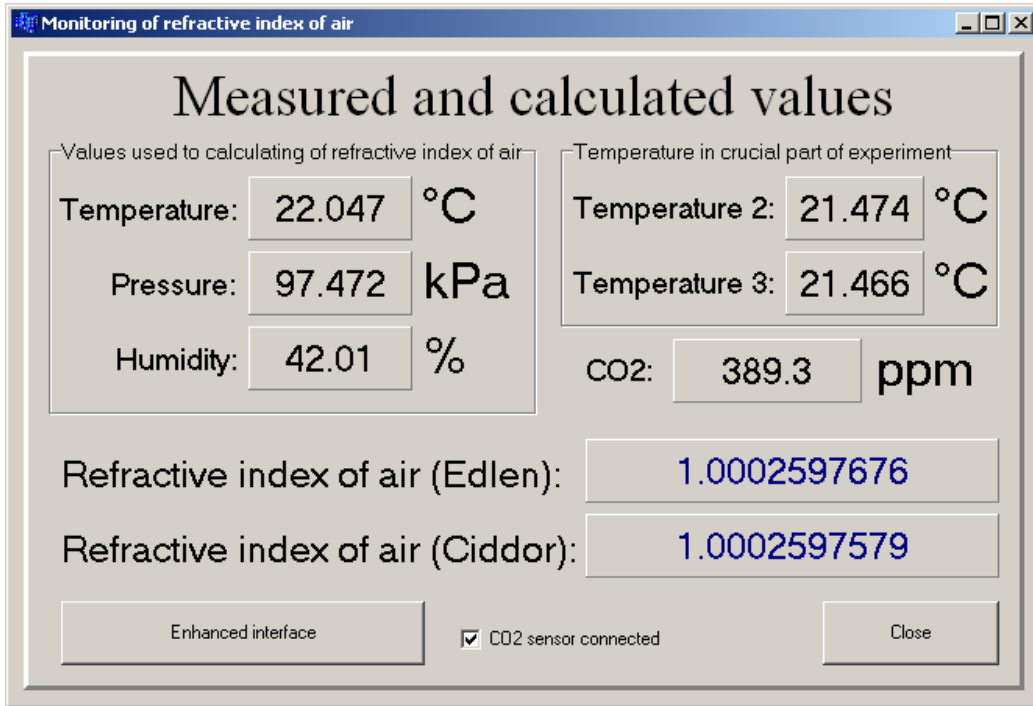 Monitoring of refractive index of air
Measured and calculated values
Values used to calculating of refractive index of air
Temperature: 22.047 °C
Pressure: 97.472 kPa
Humidity: 42.01 %
Temperature in crucial part of experiment
Temperature 2: 21.474 °C
Temperature 3: 21.466 °C
CO2: 389.3 ppm
Refractive index of air (Edlen): 1.0002597676
Refractive index of air (Ciddor): 1.0002597579
Enhanced interface
CO2 sensor connected
Close